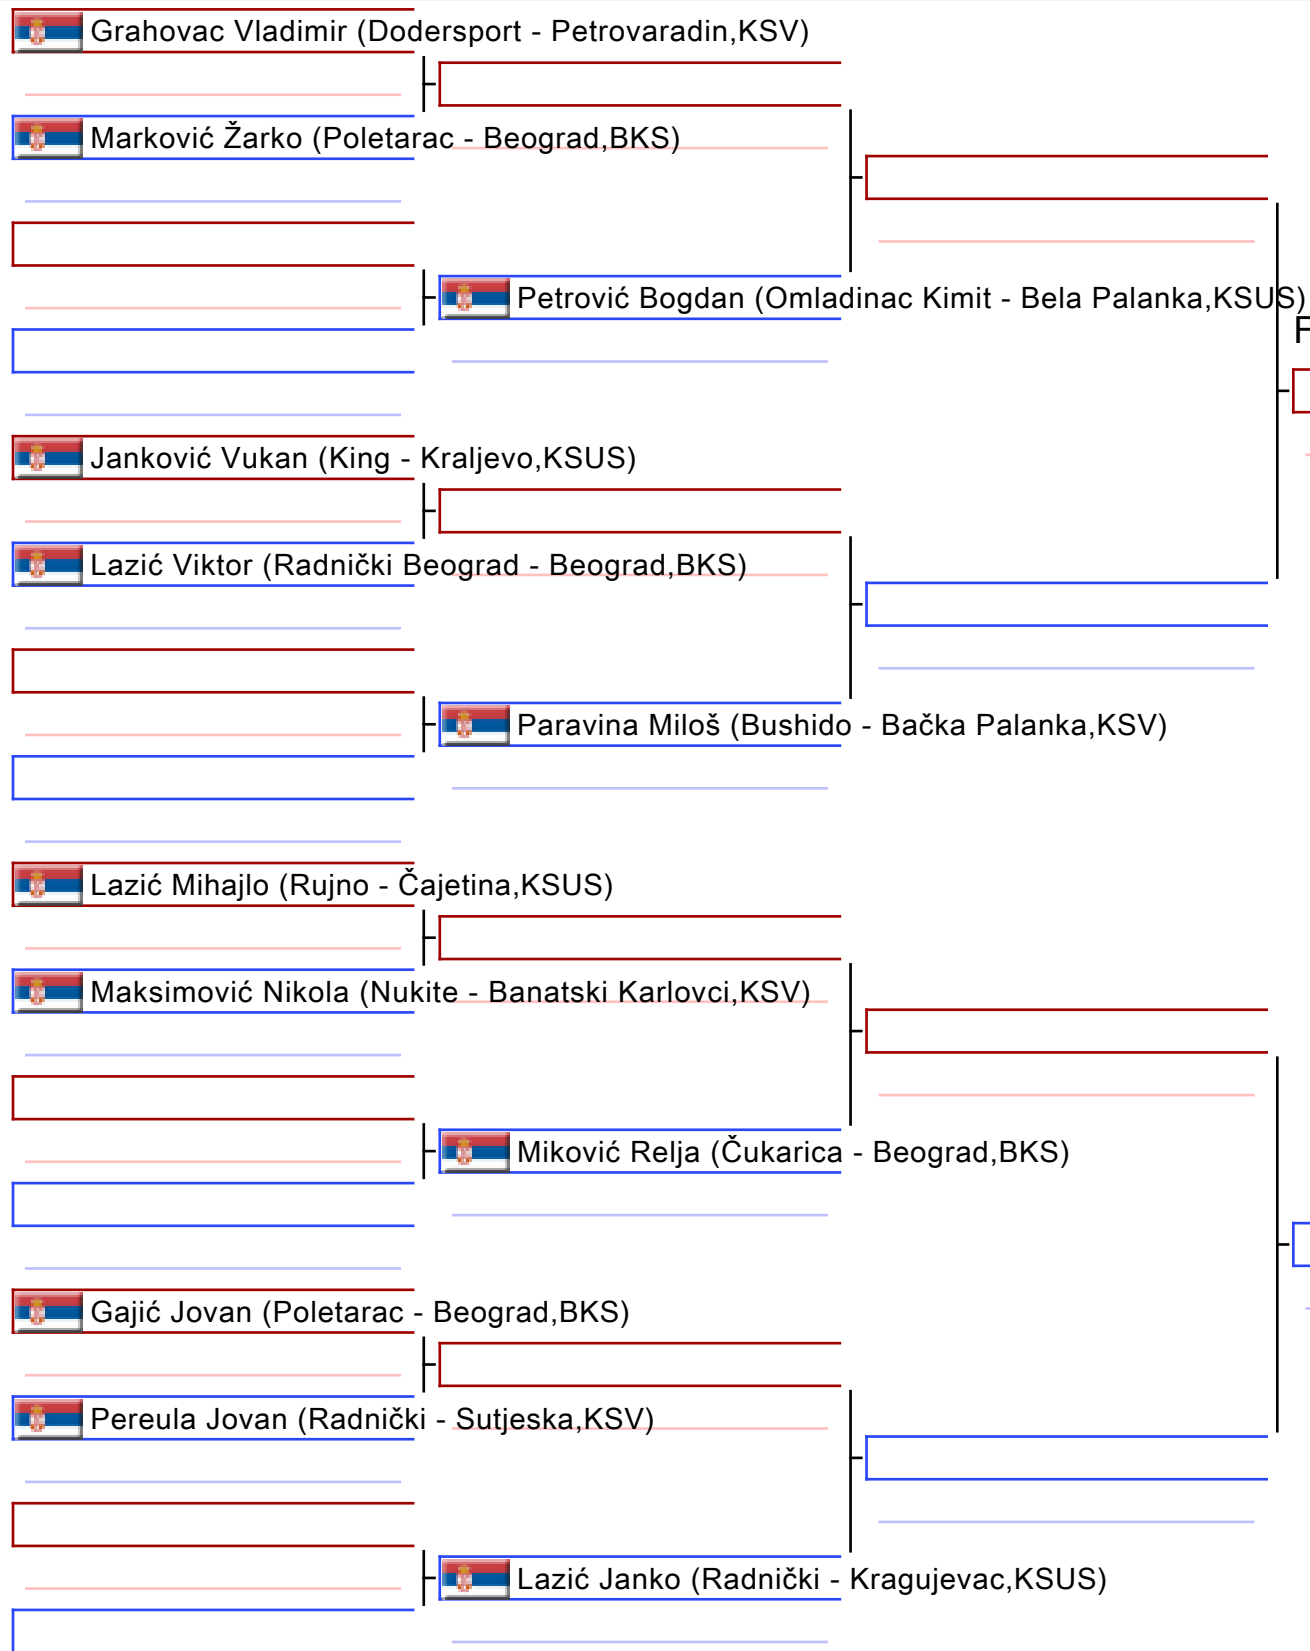 Grahovac Vladimir (Dodersport - Petrovaradin,KSV)
Marković Žarko (Poletarac - Beograd,BKS)
Petrović Bogdan (Omladinac Kimit - Bela Palanka,KSUS)
F
Janković Vukan (King - Kraljevo,KSUS)
Lazić Viktor (Radnički Beograd - Beograd,BKS)
Paravina Miloš (Bushido - Bačka Palanka,KSV)
Lazić Mihajlo (Rujno - Čajetina,KSUS)
Maksimović Nikola (Nukite - Banatski Karlovci,KSV)
Miković Relja (Čukarica - Beograd,BKS)
Gajić Jovan (Poletarac - Beograd,BKS)
Pereula Jovan (Radnički - Sutjeska,KSV)
Lazić Janko (Radnički - Kragujevac,KSUS)